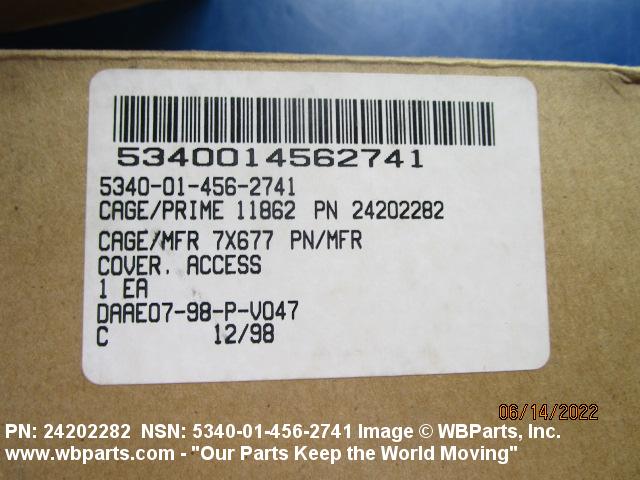 5340014562741
5340-01-456-2741
CAGE/PRIME 11862 PN 24202282
CAGE/MFR 7X677 PN/MFR
COVER. ACCESS
1 EA
DAAE07-98-P-V047
C 12/98
06/14/2022
PN: 24202282 NSN: 5340-01-456-2741 Image © WBParts, Inc.
www.wbparts.com - "Our Parts Keep the World Moving"